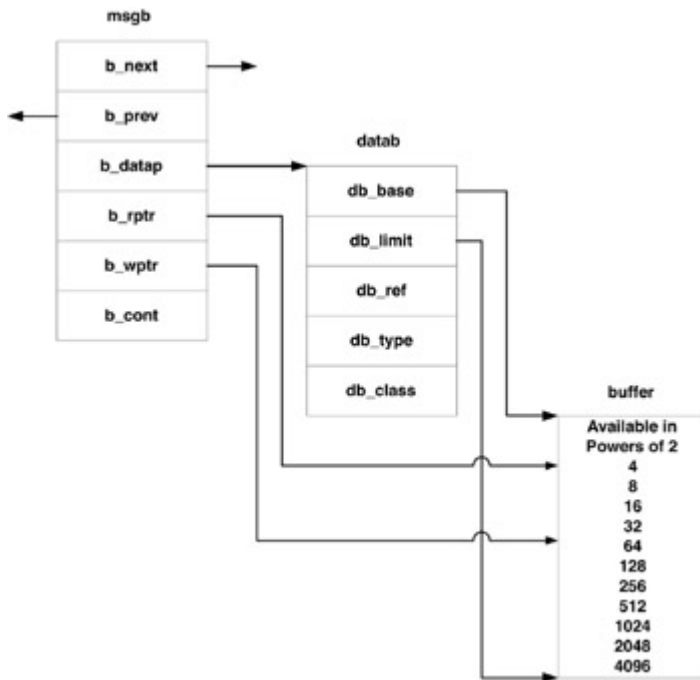 msgb
b_next
b_prev
b_datap
b_rptr
b_wptr
b_cont
datab
db_base
db_limit
db_ref
db_type
db_class
buffer
Available in
Powers of 2
4
8
16
32
64
128
256
512
1024
2048
4096